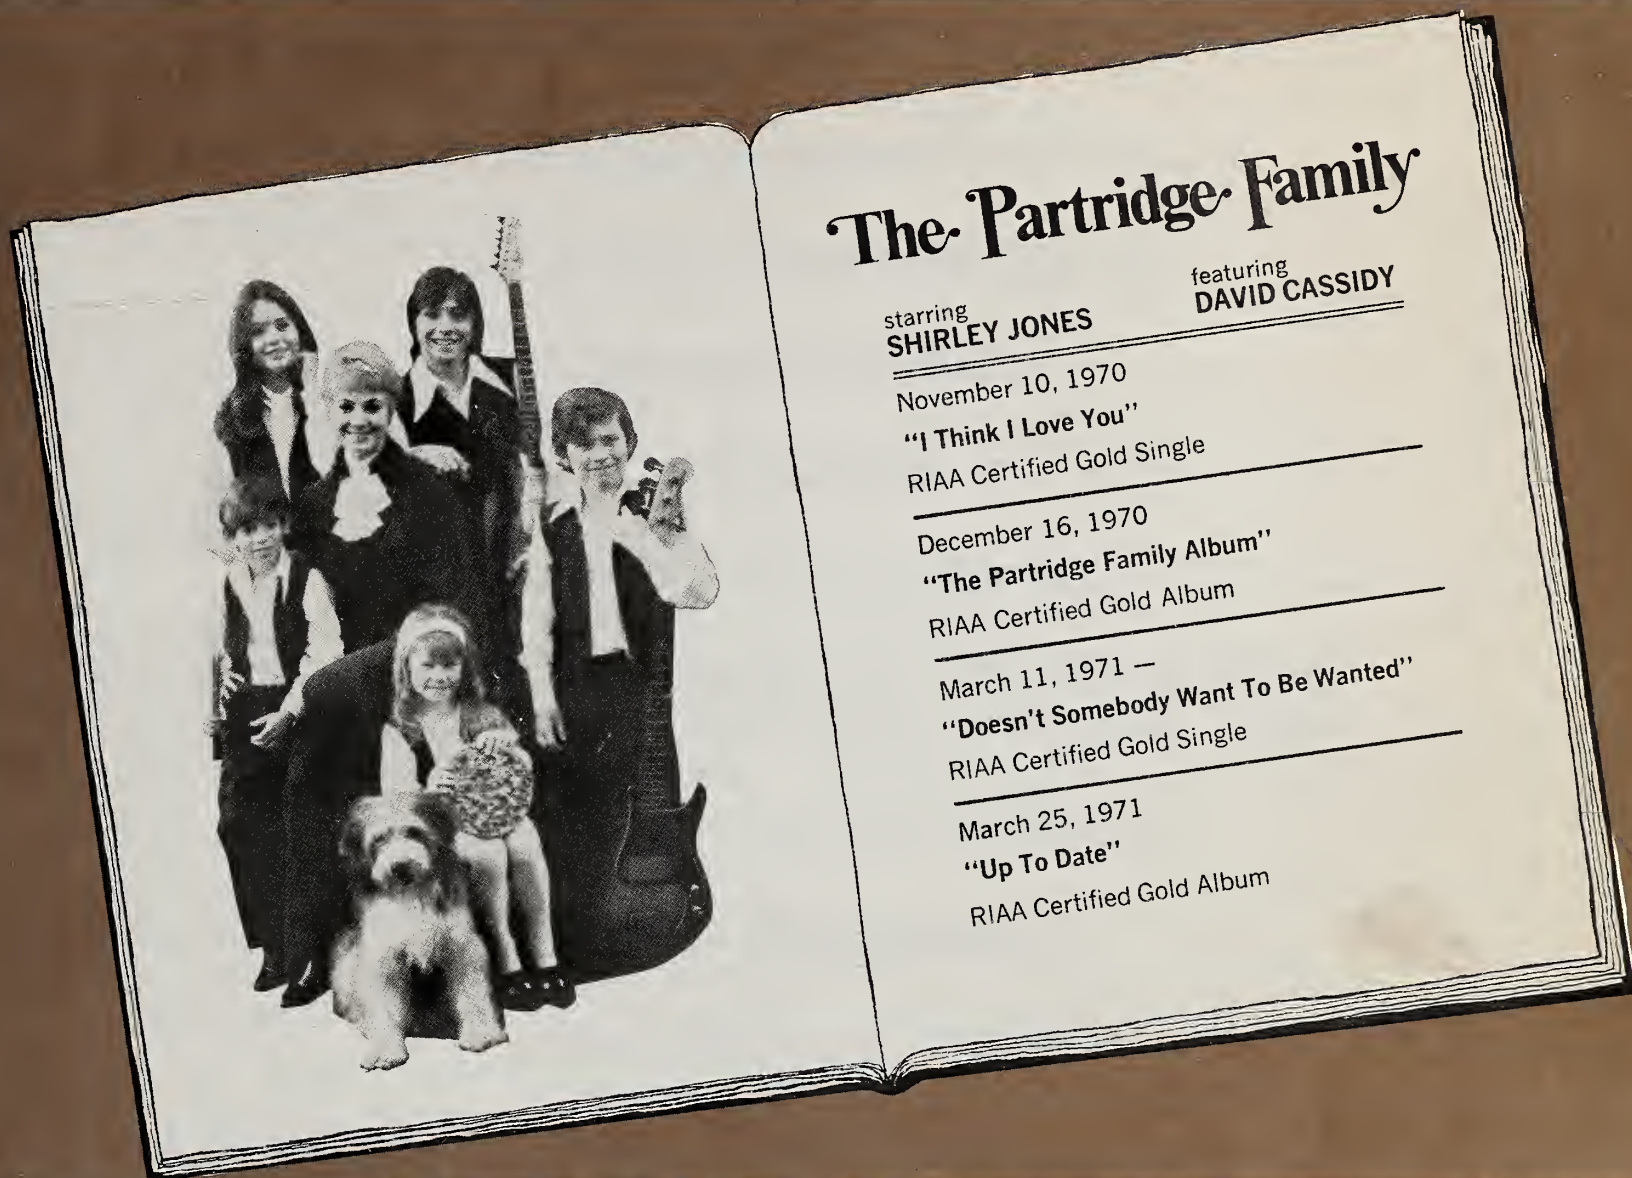 The Partridge Family
starring
SHIRLEY JONES
featuring
DAVID CASSIDY
November 10, 1970
“I Think I Love You”
RIAA Certified Gold Single
December 16, 1970
“The Partridge Family Album”
RIAA Certified Gold Album
March 11, 1971 —
“Doesn't Somebody Want To Be Wanted”
RIAA Certified Gold Single
March 25, 1971
“Up To Date”
RIAA Certified Gold Album